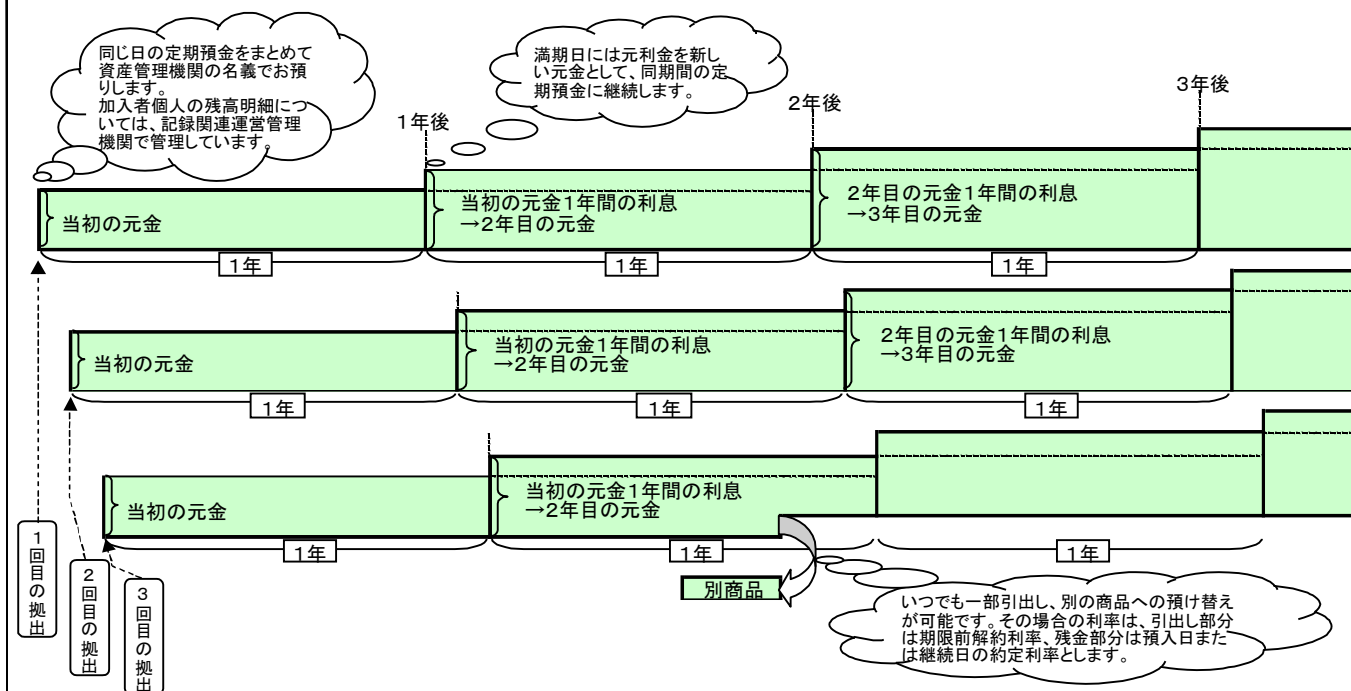 同じ日の定期預金をまとめて
資産管理機関の名義でお預
りします。
加入者個人の残高明細につ
いては、記録関連運営管理
機関で管理しています。
満期日には元利金を新し
い元金として、同期間の定
期預金に継続します。
1年後
2年後
3年後
当初の元金
当初の元金1年間の利息
→2年目の元金
2年目の元金1年間の利息
→3年目の元金
1年
1年
1年
当初の元金
当初の元金1年間の利息
→2年目の元金
2年目の元金1年間の利息
→3年目の元金
1年
1年
1年
当初の元金
当初の元金1年間の利息
→2年目の元金
1年
1年
1年
別商品
1回目の拠出
2回目の拠出
3回目の拠出
いつでも一部引出し、別の商品への預け替え
が可能です。その場合の利率は、引出し部分
は期限前解約利率、残金部分は預入日また
は継続日の約定利率とします。